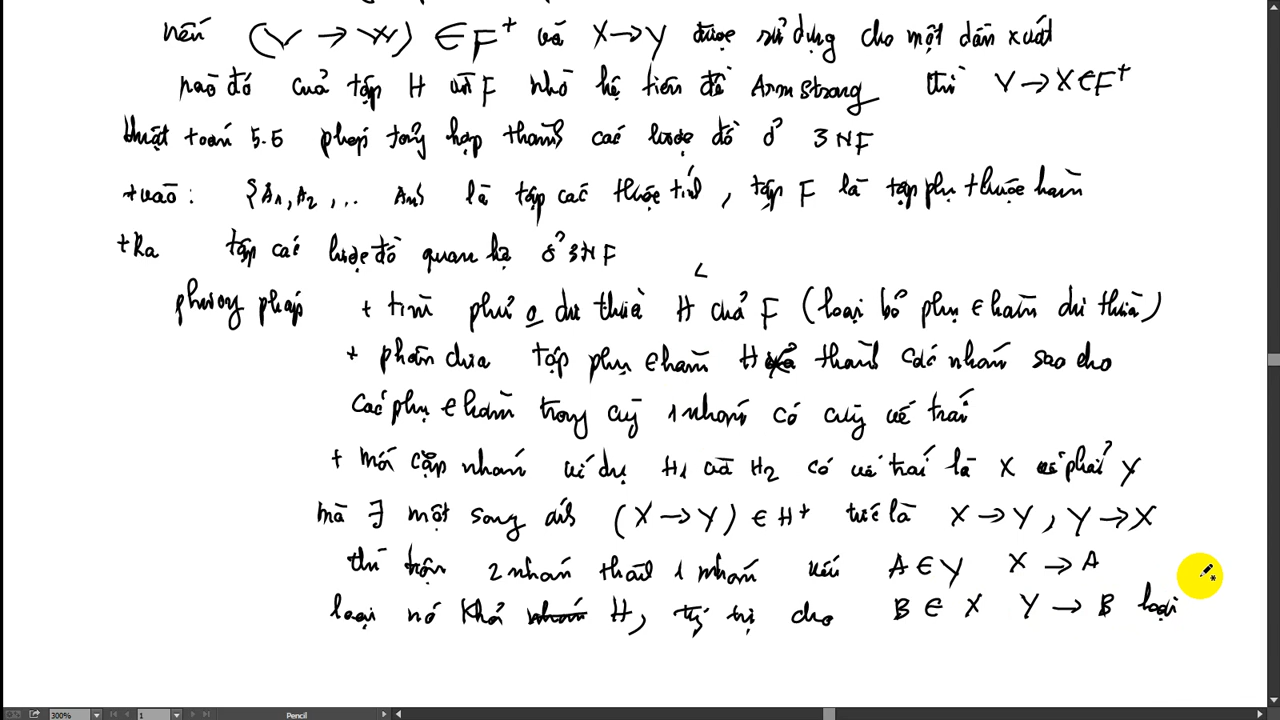 nếu (V → W) ∈ F⁺ và X → Y được sử dụng cho một dẫn xuất
nào đó của tập H với F nhờ hệ tiên đề Armstrong thì V → X ∈ F⁺
thuật toán 5.5 phép tổng hợp thành các lược đồ ở 3NF
+vào: {A₁, A₂, ... An} là tập các thuộc tính, tập F là tập phụ thuộc hàm
+Ra tập các lược đồ quan hệ ở 3NF
phương pháp + tìm phủ o dư thừa H của F (loại bỏ phụ € hàm dư thừa)
+ phân chia tập phụ € hàm H thành các nhóm sao cho
các phụ € hàm trong cùng 1 nhóm có cùng vế trái
+ mỗi cặp nhóm ví dụ H₁ và H₂ có vế trái là X vế phải Y
mà ∃ một song ánh (X → Y) ∈ H⁺ tức là X → Y, Y → X
thì trộn 2 nhóm thành 1 nhóm nếu A ∈ Y X → A
loại nó khỏi H, tự cho B ∈ X Y → B loại
300% 1 Pencil